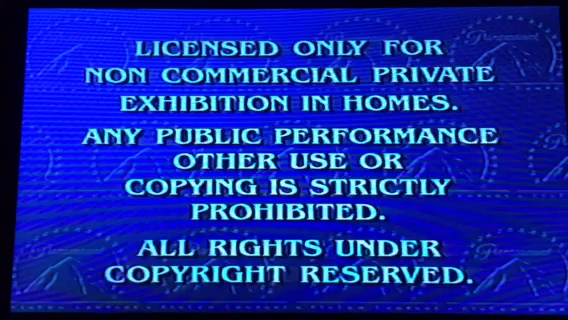 LICENSED ONLY FOR
NON COMMERCIAL PRIVATE
EXHIBITION IN HOMES.
ANY PUBLIC PERFORMANCE
OTHER USE OR
COPYING IS STRICTLY
PROHIBITED.
ALL RIGHTS UNDER
COPYRIGHT RESERVED.